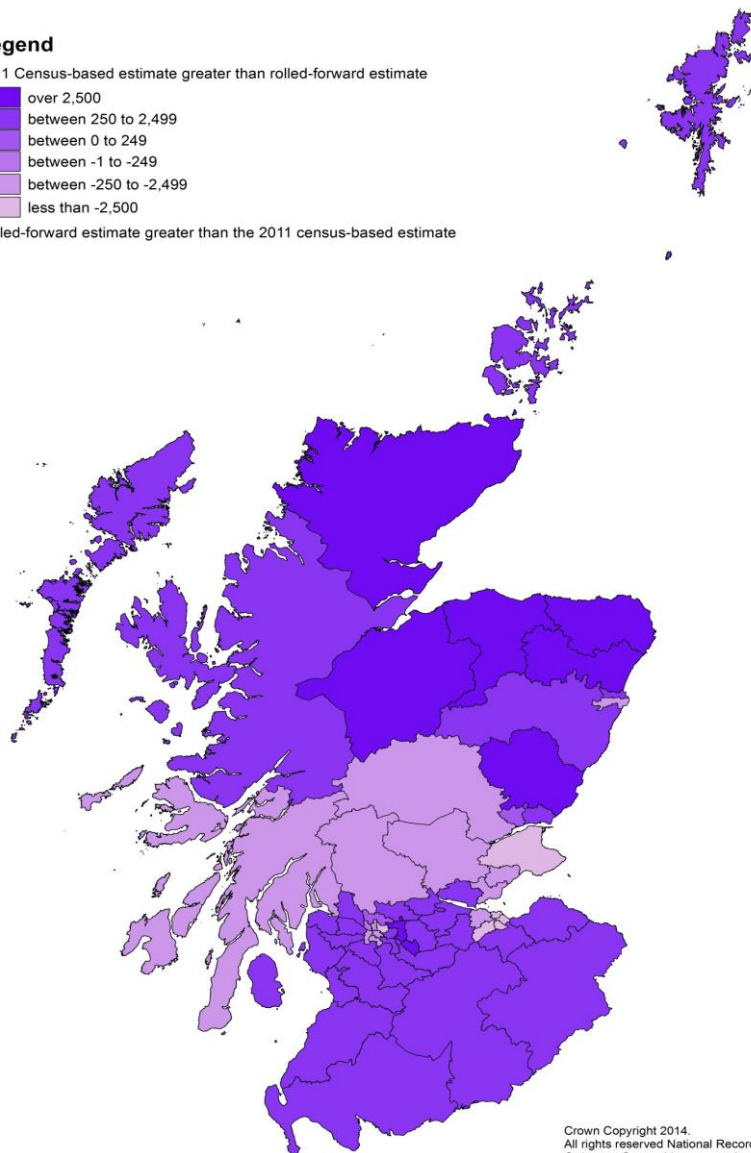 egend
1 Census-based estimate greater than rolled-forward estimate
over 2,500
between 250 to 2,499
between 0 to 249
between -1 to -249
between -250 to -2,499
less than -2,500
led-forward estimate greater than the 2011 census-based estimate
Crown Copyright 2014.
All rights reserved National Recor